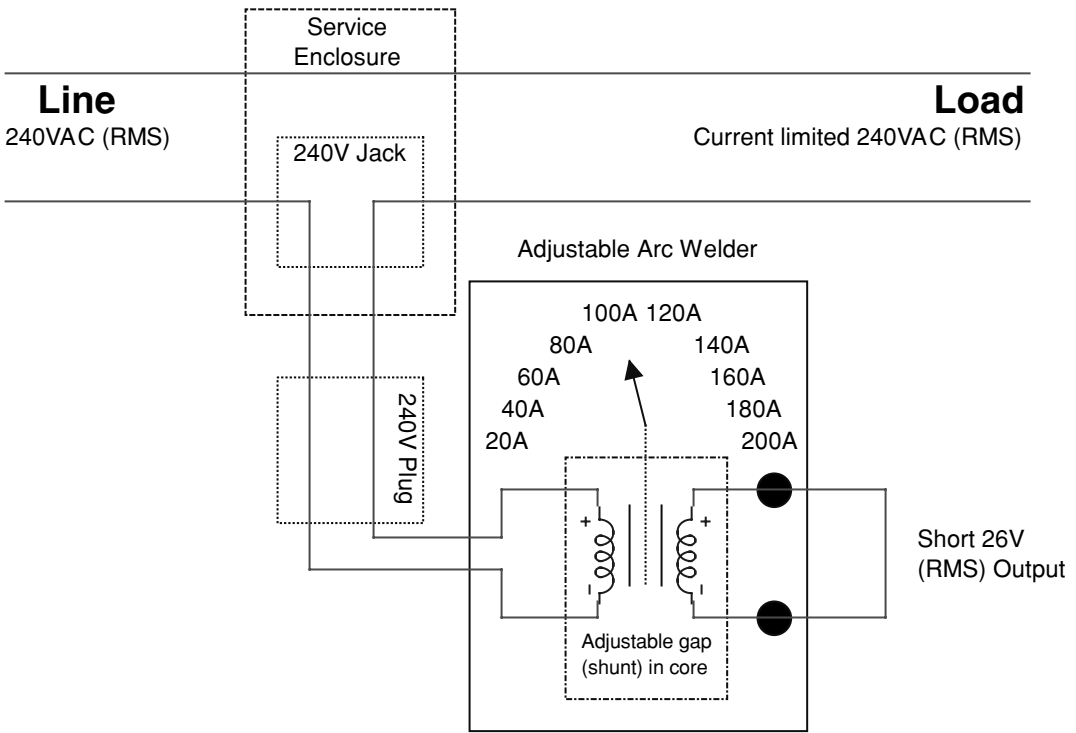 Service
Enclosure
Line
240VAC (RMS)
Load
Current limited 240VAC (RMS)
240V Jack
Adjustable Arc Welder
100A 120A
80A 140A
60A 160A
40A 180A
20A 200A
240V Plug
+ +
- -
Short 26V
(RMS) Output
Adjustable gap
(shunt) in core